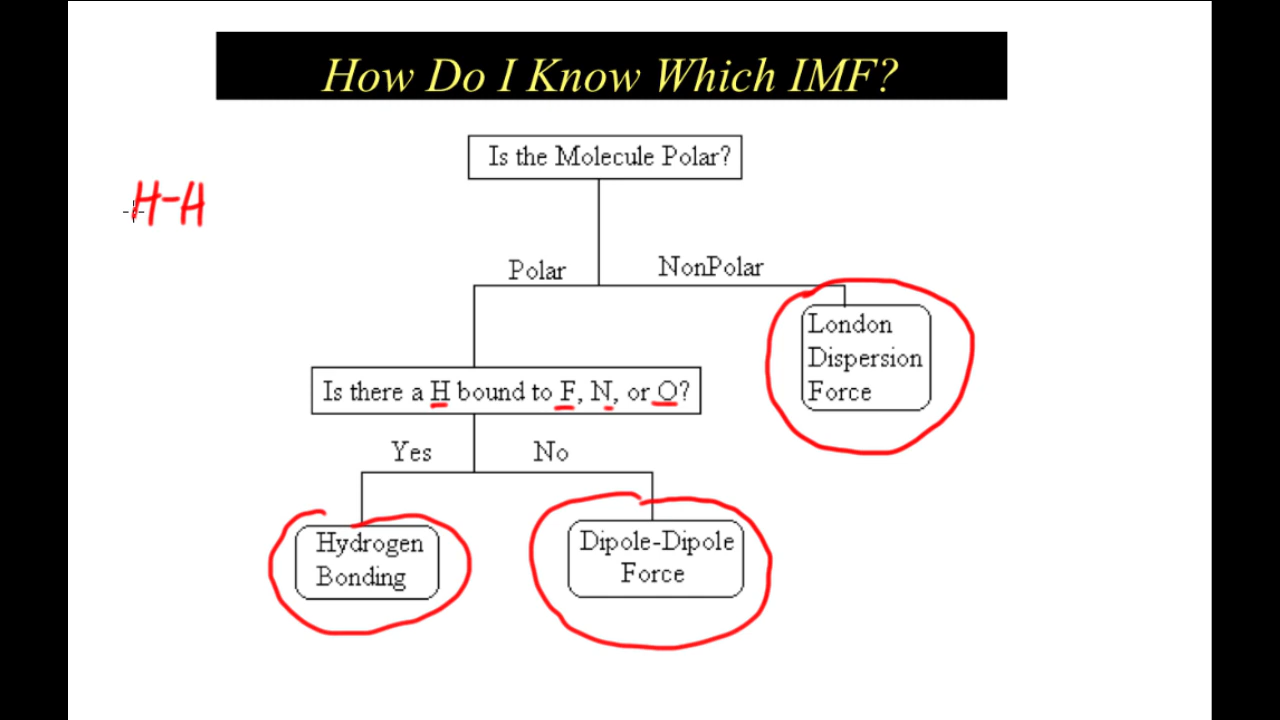 How Do I Know Which IMF?
Is the Molecule Polar?
H-H
Polar
NonPolar
London
Dispersion
Force
Is there a H bound to F, N, or O?
Yes
No
Hydrogen
Bonding
Dipole-Dipole
Force